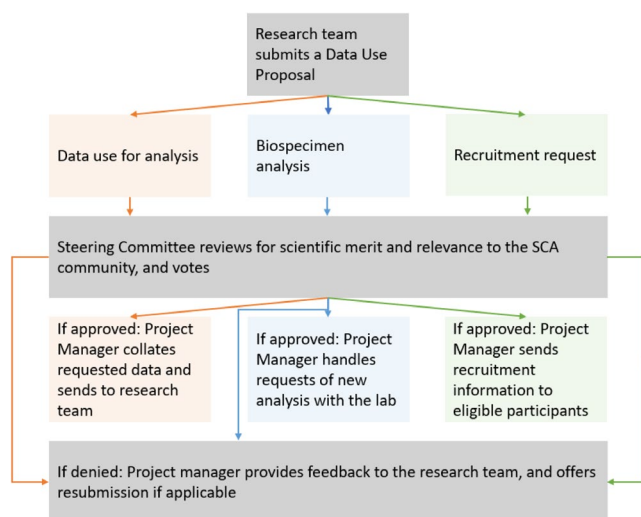 Research team
submits a Data Use
Proposal
Data use for analysis
Biospecimen
analysis
Recruitment request
Steering Committee reviews for scientific merit and relevance to the SCA
community, and votes
If approved: Project
Manager collates
requested data and
sends to research
team
If approved: Project
Manager handles
requests of new
analysis with the lab
If approved: Project
Manager sends
recruitment
information to
eligible participants
If denied: Project manager provides feedback to the research team, and offers
resubmission if applicable